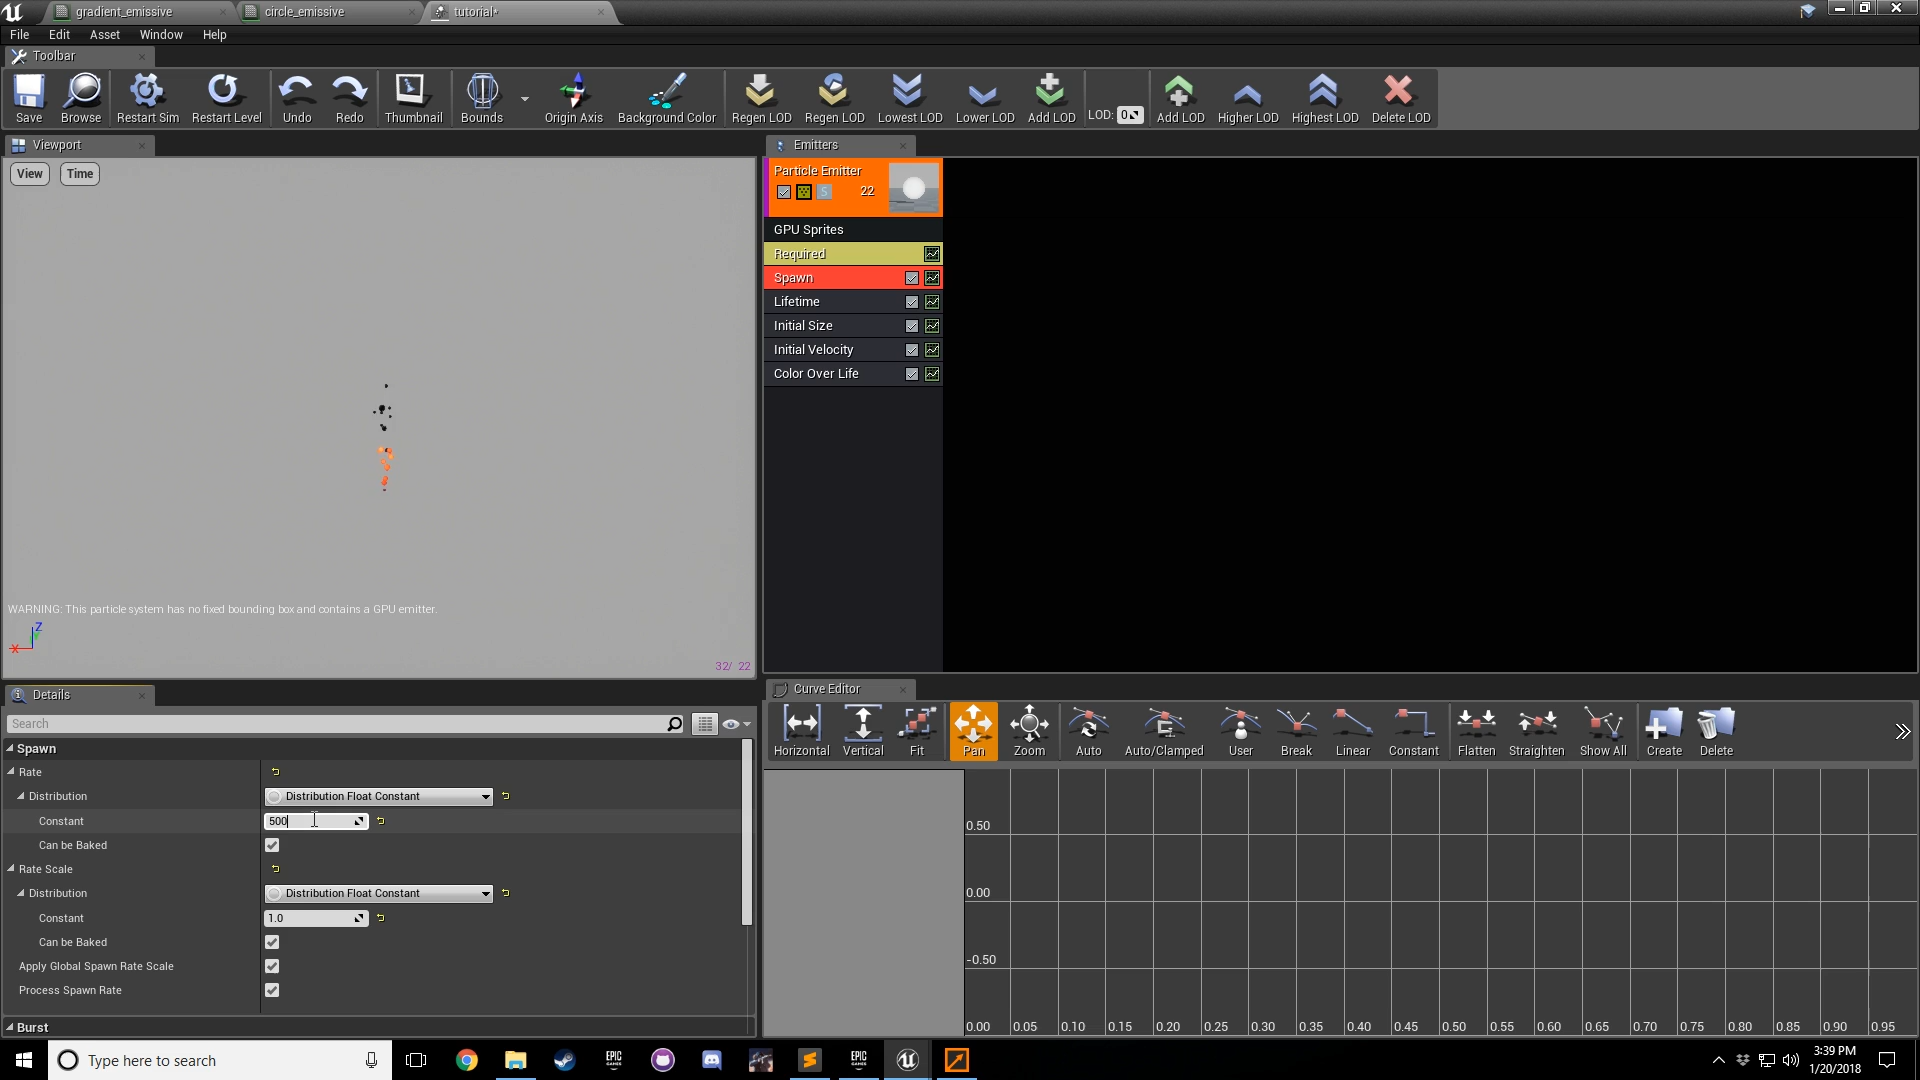 gradient_emissive
circle_emissive
tutorial*
File Edit Asset Window Help
Toolbar
Save Browse Restart Sim Restart Level Undo Redo Thumbnail Bounds Origin Axis Background Color Regen LOD Regen LOD Lowest LOD Lower LOD Add LOD LOD: 0 Add LOD Higher LOD Highest LOD Delete LOD
Viewport
View Time
WARNING: This particle system has no fixed bounding box and contains a GPU emitter.
Z
X
32/ 22
Emitters
Particle Emitter
S 22
GPU Sprites
Required
Spawn
Lifetime
Initial Size
Initial Velocity
Color Over Life
Details
Search
Spawn
Rate
Distribution Distribution Float Constant
Constant 500
Can be Baked
Rate Scale
Distribution Distribution Float Constant
Constant 1.0
Can be Baked
Apply Global Spawn Rate Scale
Process Spawn Rate
Burst
Curve Editor
Horizontal Vertical Fit Pan Zoom Auto Auto/Clamped User Break Linear Constant Flatten Straighten Show All Create Delete
0.50
0.00
-0.50
0.00 0.05 0.10 0.15 0.20 0.25 0.30 0.35 0.40 0.45 0.50 0.55 0.60 0.65 0.70 0.75 0.80 0.85 0.90 0.95
Type here to search
EPIC GAMES
EPIC GAMES
3:39 PM
1/20/2018